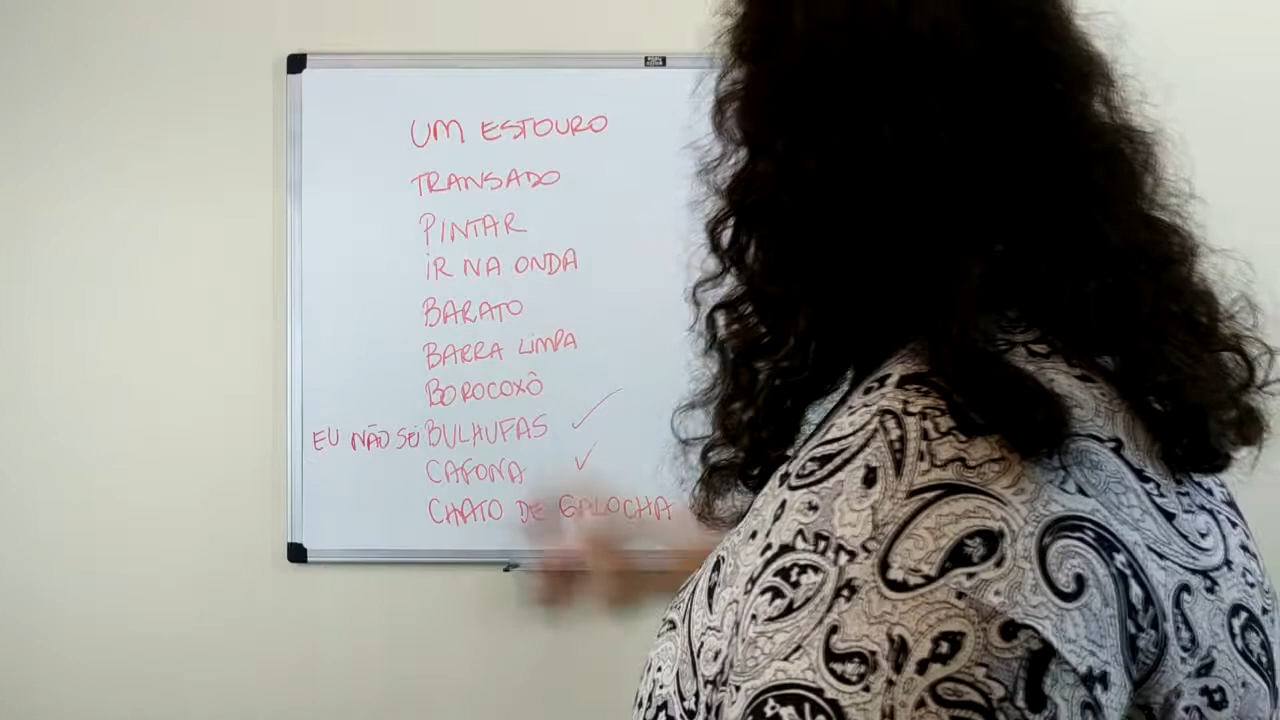 UM ESTOURO
TRANSADO
PINTAR
IR NA ONDA
BARATO
BARRA LIMPA
BOROCOXÔ
EU NÃO SEI BULHUFAS
CAFONA
CHATO DE GALOCHA